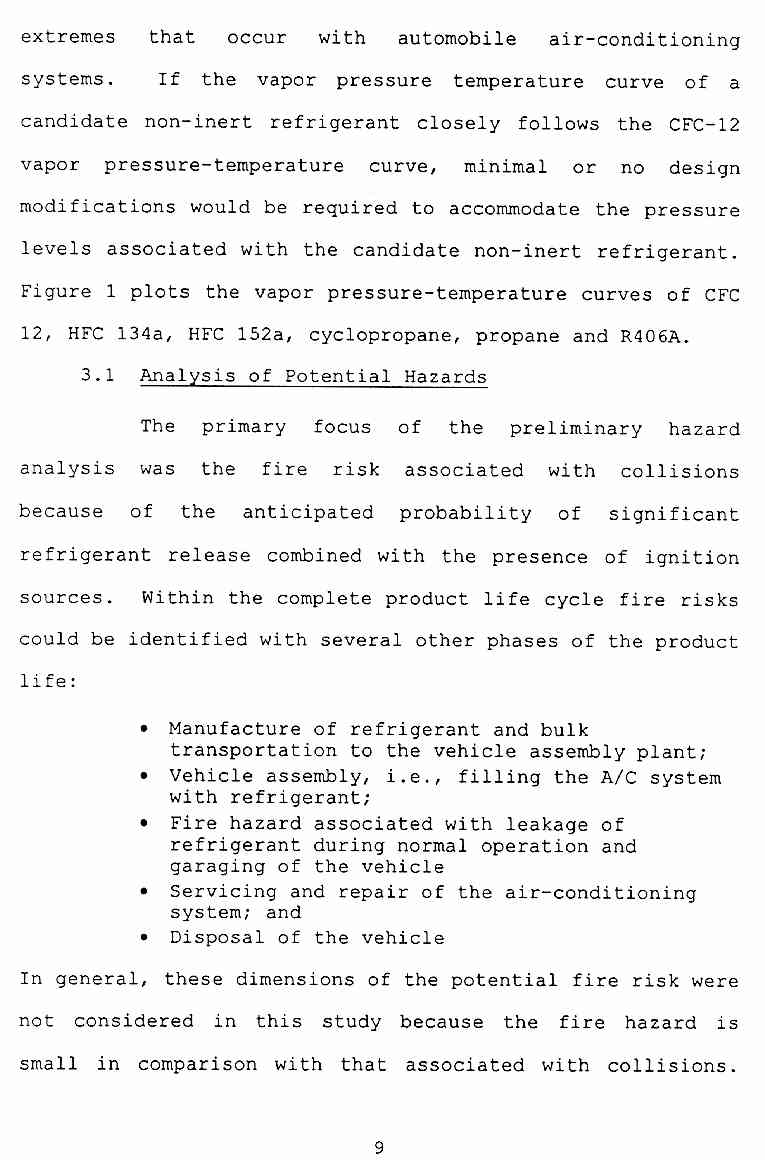 extremes that occur with automobile air-conditioning
systems. If the vapor pressure temperature curve of a
candidate non-inert refrigerant closely follows the CFC-12
vapor pressure-temperature curve, minimal or no design
modifications would be required to accommodate the pressure
levels associated with the candidate non-inert refrigerant.
Figure 1 plots the vapor pressure-temperature curves of CFC
12, HFC 134a, HFC 152a, cyclopropane, propane and R406A.
3.1 Analysis of Potential Hazards
The primary focus of the preliminary hazard
analysis was the fire risk associated with collisions
because of the anticipated probability of significant
refrigerant release combined with the presence of ignition
sources. Within the complete product life cycle fire risks
could be identified with several other phases of the product
life:
• Manufacture of refrigerant and bulk
transportation to the vehicle assembly plant;
• Vehicle assembly, i.e., filling the A/C system
with refrigerant;
• Fire hazard associated with leakage of
refrigerant during normal operation and
garaging of the vehicle
• Servicing and repair of the air-conditioning
system; and
• Disposal of the vehicle
In general, these dimensions of the potential fire risk were
not considered in this study because the fire hazard is
small in comparison with that associated with collisions.
9